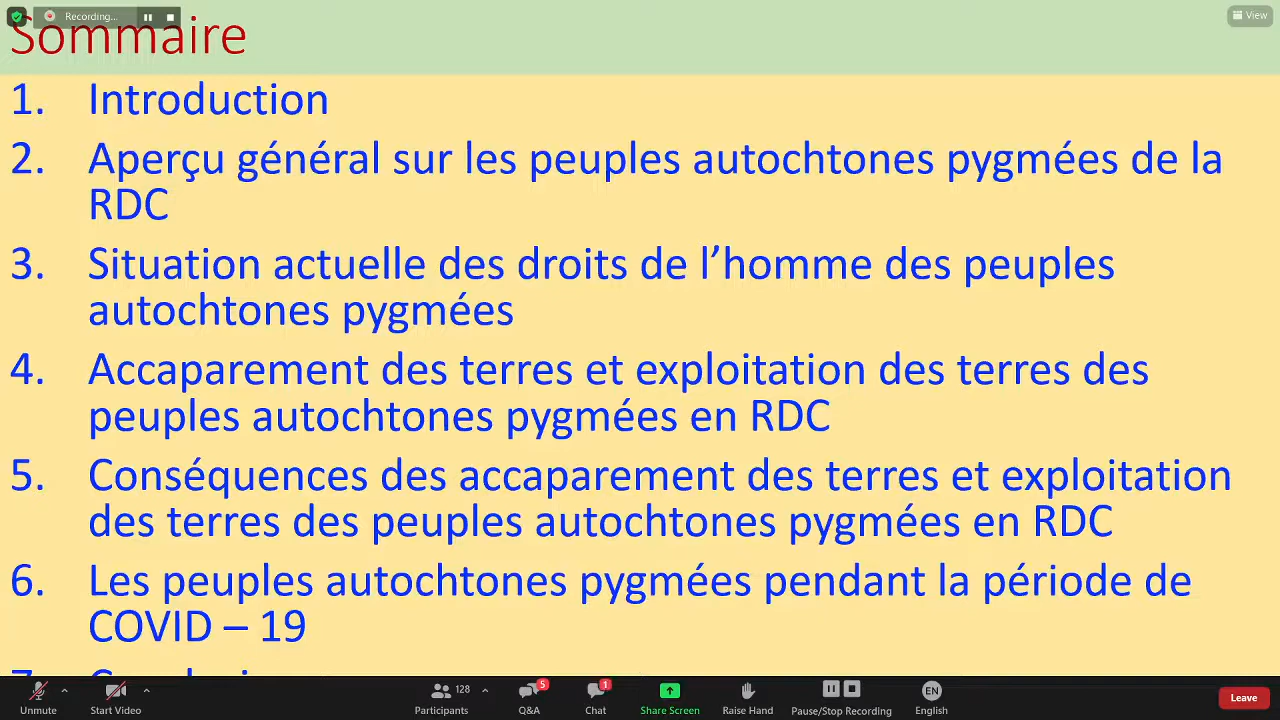 Recording...
View
Sommaire
1. Introduction
2. Aperçu général sur les peuples autochtones pygmées de la
RDC
3. Situation actuelle des droits de l’homme des peuples
autochtones pygmées
4. Accaparement des terres et exploitation des terres des
peuples autochtones pygmées en RDC
5. Conséquences des accaparement des terres et exploitation
des terres des peuples autochtones pygmées en RDC
6. Les peuples autochtones pygmées pendant la période de
COVID – 19
7.
128
5
1
EN
Unmute
Start Video
Participants
Q&A
Chat
Share Screen
Raise Hand
Pause/Stop Recording
English
Leave